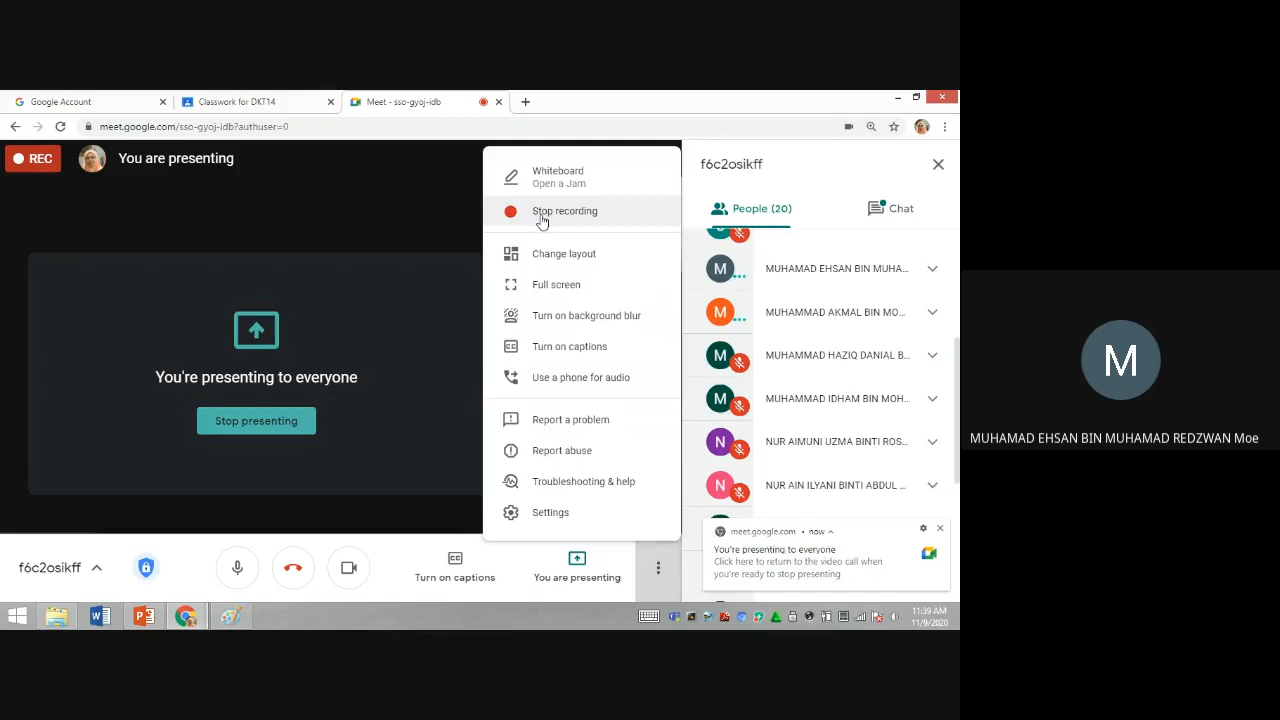 Google Account
Classwork for DKT14
Meet - sso-gyoj-idb
meet.google.com/sso-gyoj-idb?authuser=0
REC
You are presenting
Whiteboard
Open a Jam
Stop recording
Change layout
Full screen
Turn on background blur
Turn on captions
Use a phone for audio
Report a problem
Report abuse
Troubleshooting & help
Settings
You're presenting to everyone
Stop presenting
f6c2osikff
People (20)
Chat
M
MUHAMAD EHSAN BIN MUHA...
M
MUHAMMAD AKMAL BIN MO...
M
MUHAMMAD HAZIQ DANIAL B...
M
MUHAMMAD IDHAM BIN MOH...
N
NUR AIMUNI UZMA BINTI ROS...
N
NUR AIN ILYANI BINTI ABDUL ...
meet.google.com • now
You're presenting to everyone
Click here to return to the video call when
you're ready to stop presenting
f6c2osikff
Turn on captions
You are presenting
11:39 AM
11/9/2020
M
MUHAMAD EHSAN BIN MUHAMAD REDZWAN Moe